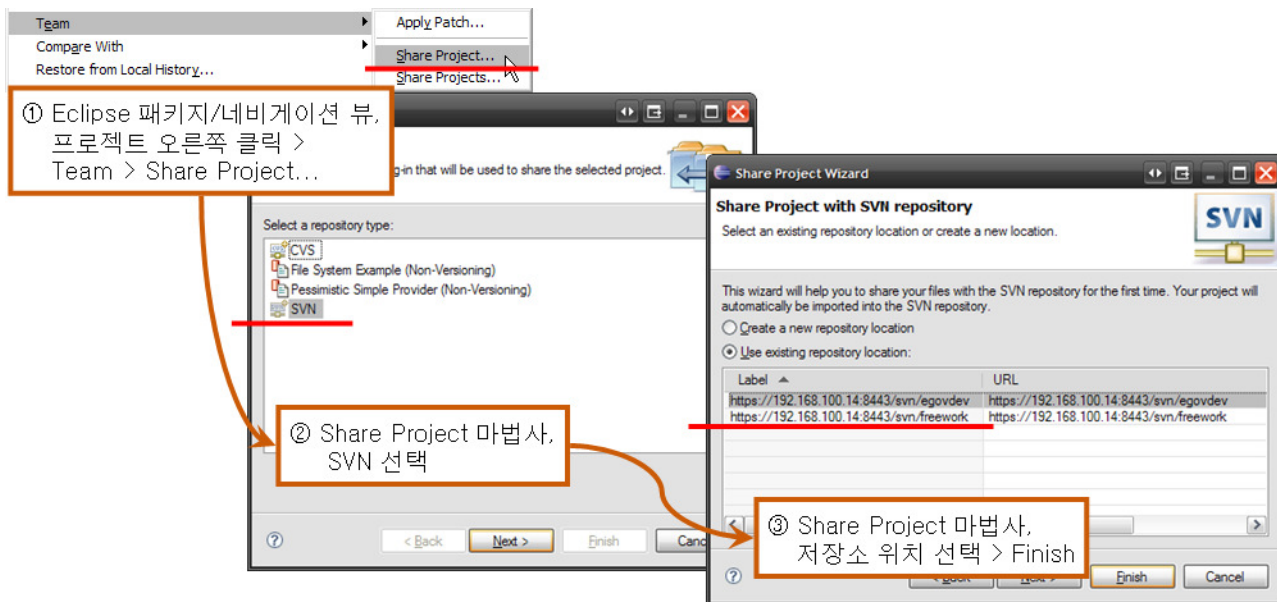 Team
Compare With
Restore from Local History...
Apply Patch...
Share Project...
Share Projects...
① Eclipse 패키지/네비게이션 뷰,
프로젝트 오른쪽 클릭 >
Team > Share Project...
that will be used to share the selected project.
Select a repository type:
CVS
File System Example (Non-Versioning)
Pessimistic Simple Provider (Non-Versioning)
SVN
② Share Project 마법사,
SVN 선택
< Back
Next >
Finish
Share Project Wizard
Share Project with SVN repository
Select an existing repository location or create a new location.
SVN
This wizard will help you to share your files with the SVN repository for the first time. Your project will
automatically be imported into the SVN repository.
Create a new repository location
Use existing repository location:
Label URL
https://192.168.100.14:8443/svn/egovdev https://192.168.100.14:8443/svn/egovdev
https://192.168.100.14:8443/svn/freework https://192.168.100.14:8443/svn/freework
③ Share Project 마법사,
저장소 위치 선택 > Finish
Finish
Cancel